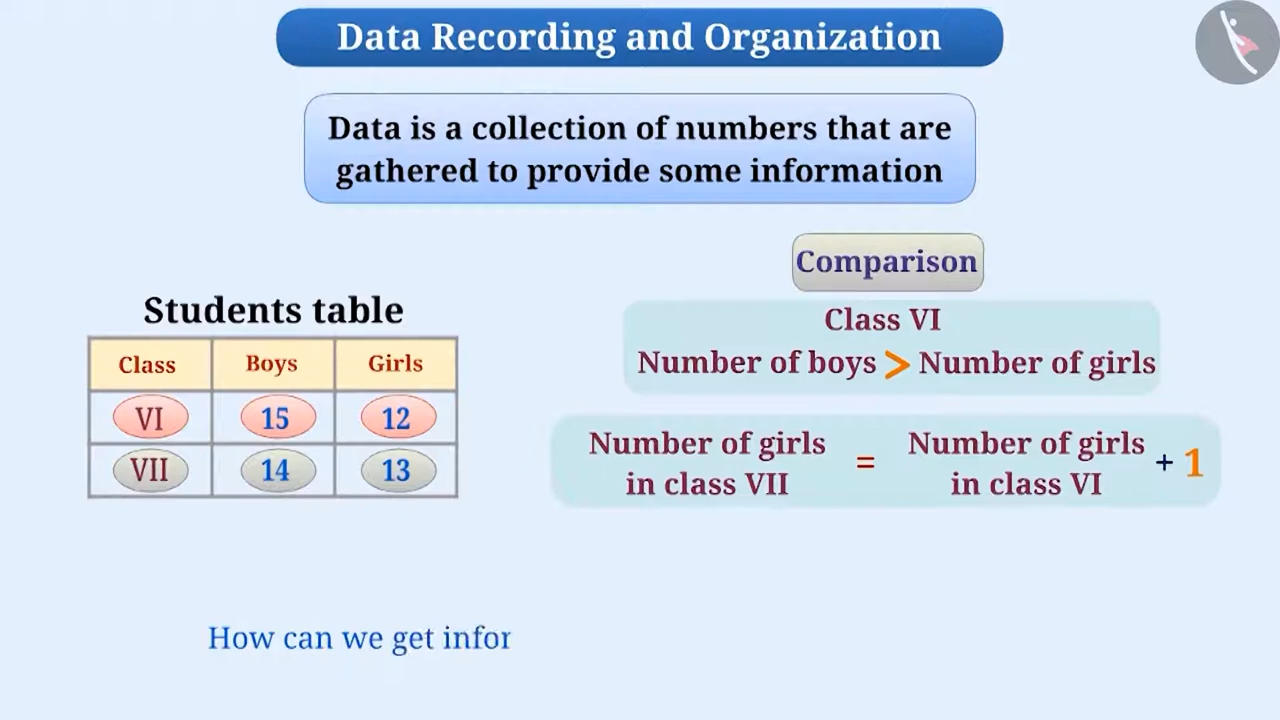 Data Recording and Organization
Data is a collection of numbers that are
gathered to provide some information
Comparison
Students table
Class Boys Girls
VI 15 12
VII 14 13
Class VI
Number of boys > Number of girls
Number of girls in class VII = Number of girls in class VI + 1
How can we get infor